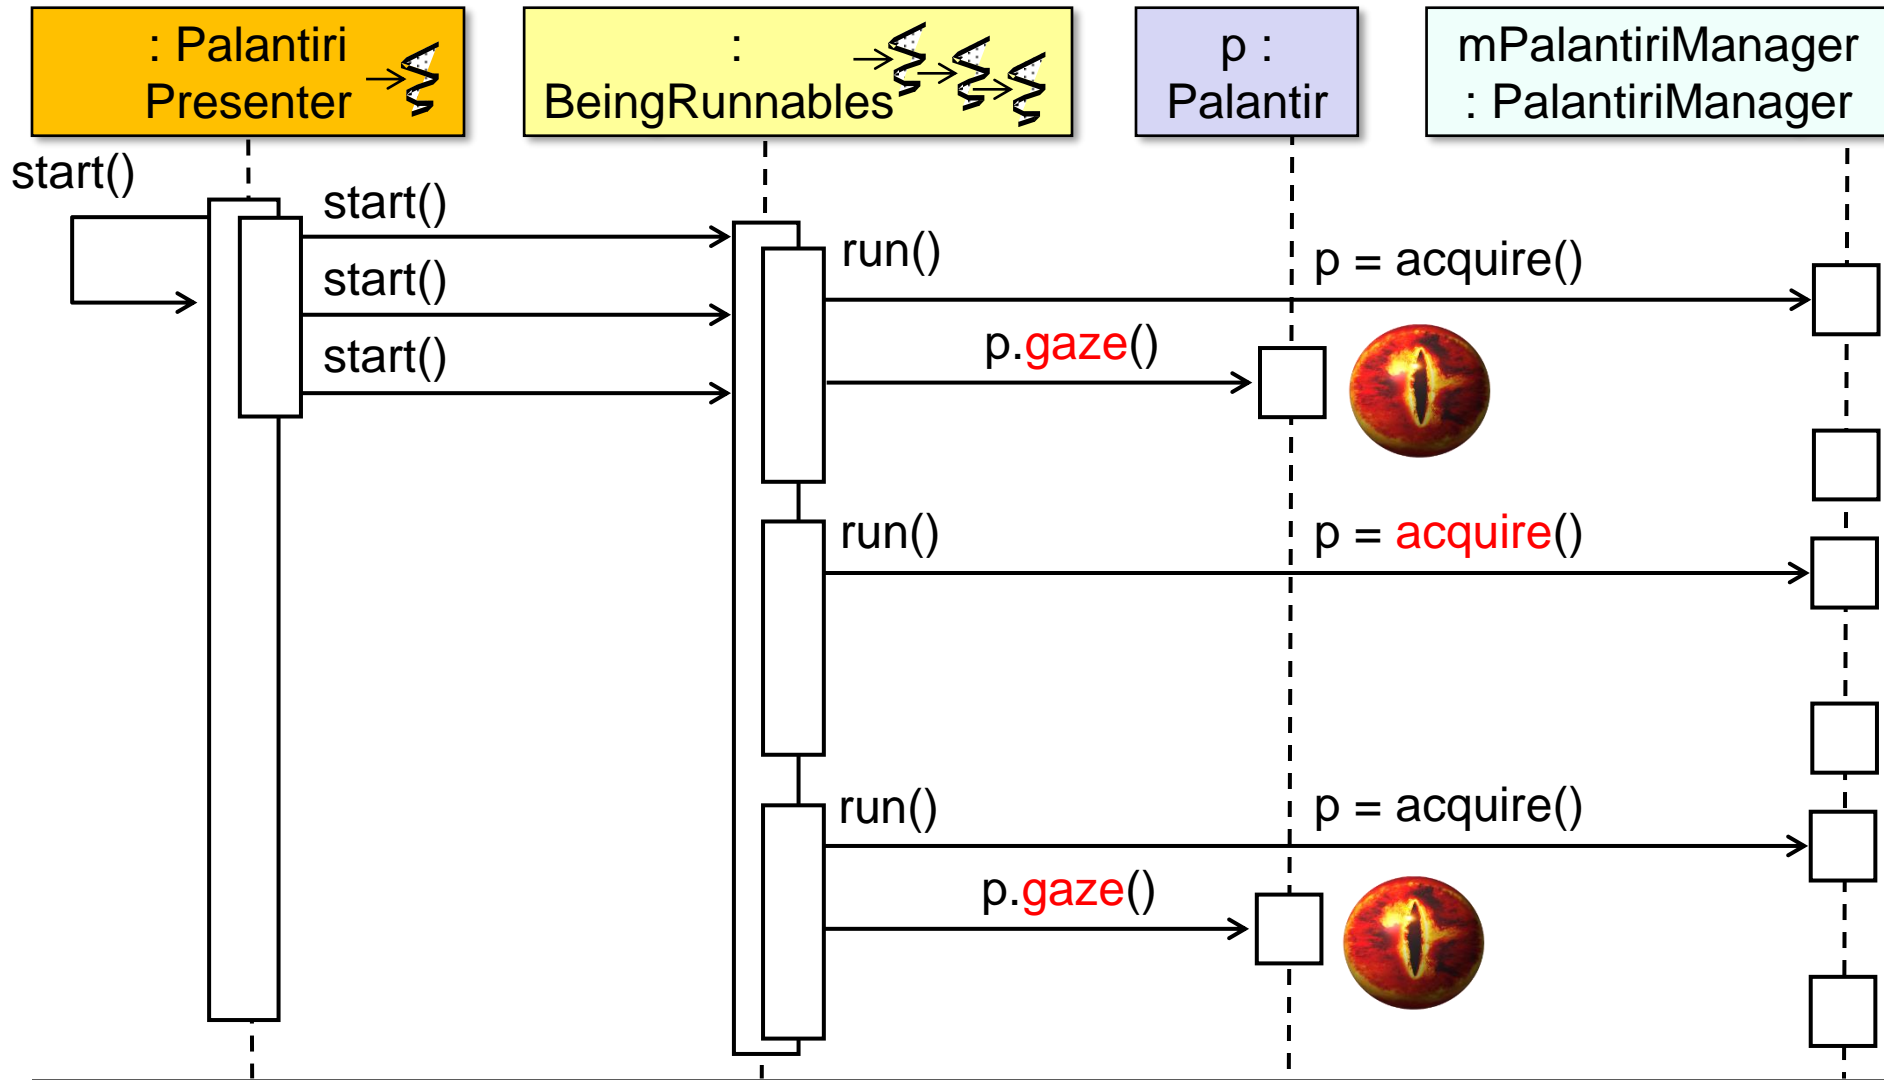 : Palantiri
Presenter
:
BeingRunnables
p :
Palantir
mPalantiriManager
: PalantiriManager
start()
start()
run()
p = acquire()
start()
p.gaze()
start()
run()
p = acquire()
run()
p = acquire()
p.gaze()